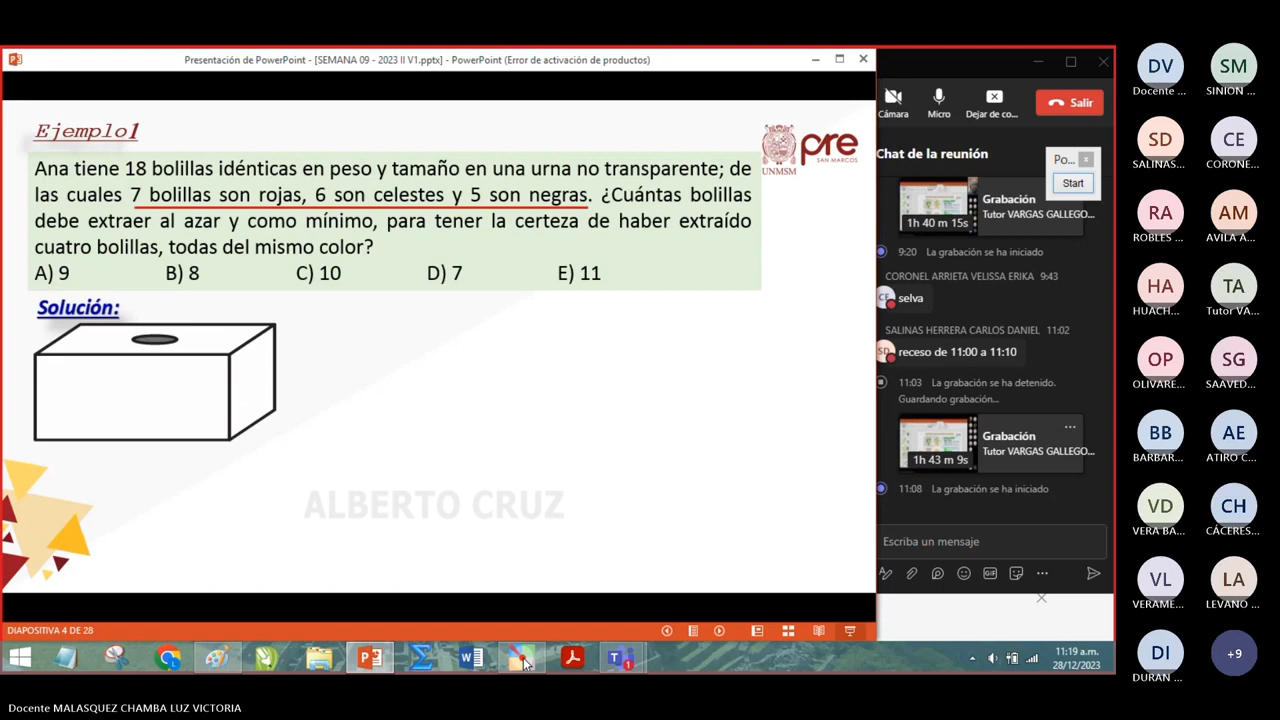 Presentación de PowerPoint - [SEMANA 09 - 2023 II V1.pptx] - PowerPoint (Error de activación de productos)
Ejemplo1
Ana tiene 18 bolillas idénticas en peso y tamaño en una urna no transparente; de
las cuales 7 bolillas son rojas, 6 son celestes y 5 son negras. ¿Cuántas bolillas
debe extraer al azar y como mínimo, para tener la certeza de haber extraído
cuatro bolillas, todas del mismo color?
A) 9 B) 8 C) 10 D) 7 E) 11
Solución:
UNMSM
pre
SAN MARCOS
ALBERTO CRUZ
DIAPOSITIVA 4 DE 28
Cámara Micro Dejar de co... Salir
Chat de la reunión
Po... x
Start
Grabación
Tutor VARGAS GALLEGO...
1h 40 m 15s
9:20 La grabación se ha iniciado
CORONEL ARRIETA VELISSA ERIKA 9:43
CE selva
SALINAS HERRERA CARLOS DANIEL 11:02
SD receso de 11:00 a 11:10
11:03 La grabación se ha detenido.
Guardando grabación...
Grabación
Tutor VARGAS GALLEGO...
1h 43 m 9s
11:08 La grabación se ha iniciado
Escriba un mensaje
GIF
11:19 a.m.
28/12/2023
DV SM
Docente ... SINION ...
SD CE
SALINAS... CORONE...
RA AM
ROBLES ... AVILA A...
HA TA
HUACH... Tutor VA...
OP SG
OLIVARE... SAAVED...
BB AE
BARBAR... ATIRO C...
VD CH
VERA BA... CÁCERES...
VL LA
VERAME... LEVANO ...
DI +9
DURAN ...
Docente MALASQUEZ CHAMBA LUZ VICTORIA